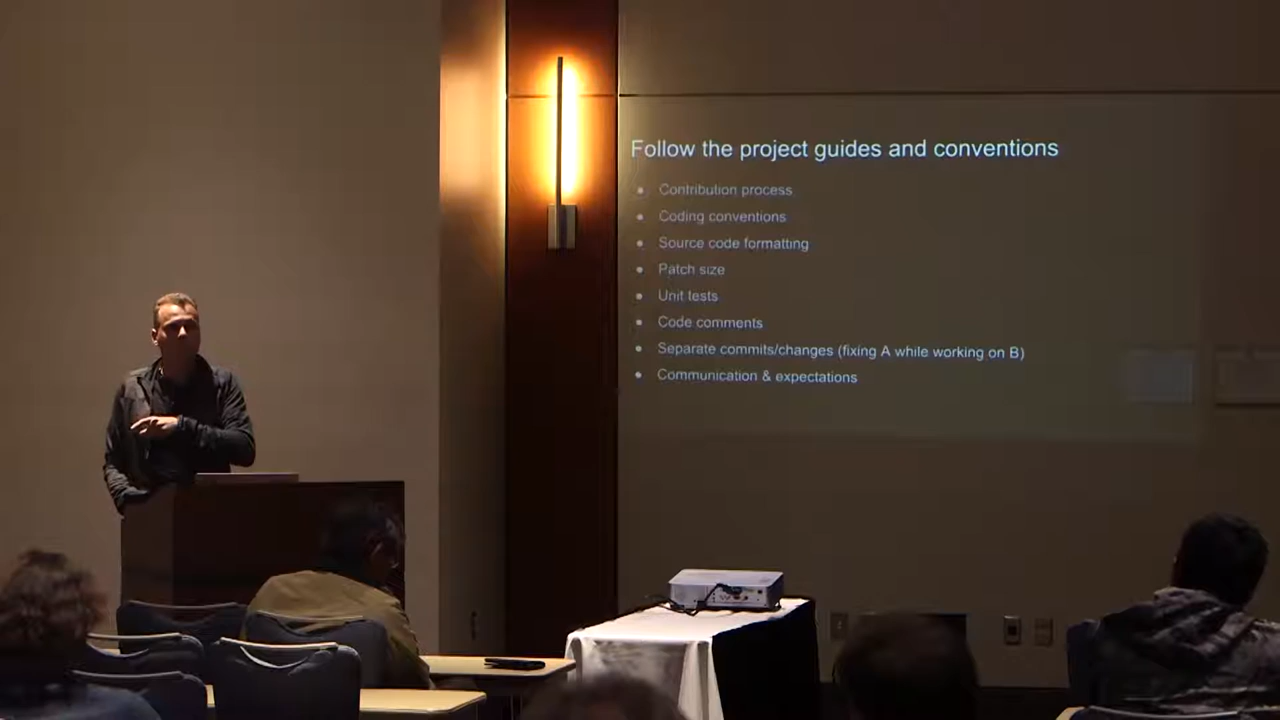 Follow the project guides and conventions
Contribution process
Coding conventions
Source code formatting
Patch size
Unit tests
Code comments
Separate commits/changes (fixing A while working on B)
Communication & expectations